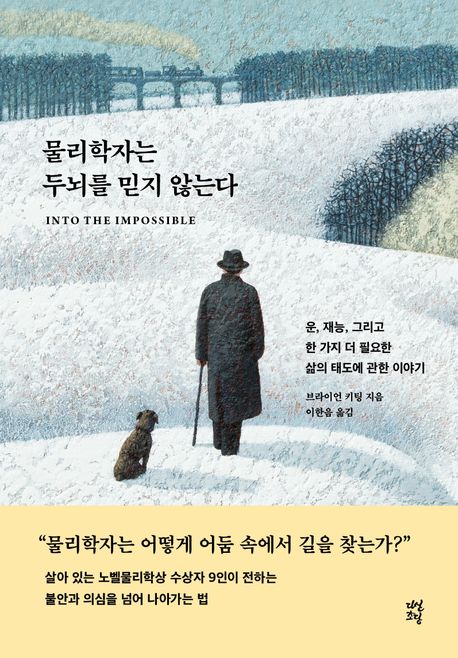 물리학자는
두뇌를 믿지 않는다
INTO THE IMPOSSIBLE
운, 재능, 그리고
한 가지 더 필요한
삶의 태도에 관한 이야기
브라이언 키팅 지음
이한음 옮김
“물리학자는 어떻게 어둠 속에서 길을 찾는가?”
살아 있는 노벨물리학상 수상자 9인이 전하는
불안과 의심을 넘어 나아가는 법
다산
초당